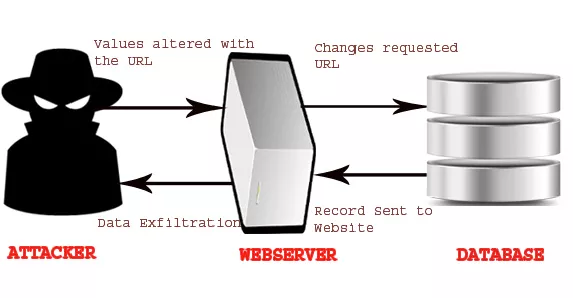 Values altered with
the URL
Changes requested
URL
Data Exfiltration
Record Sent to
Website
ATTACKER
WEBSERVER
DATABASE